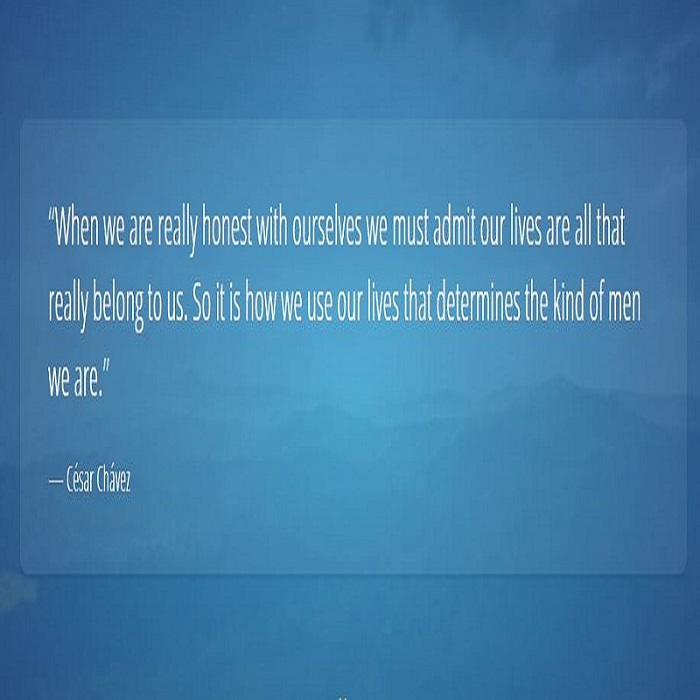 “When we are really honest with ourselves we must admit our lives are all that
really belong to us. So it is how we use our lives that determines the kind of men
we are.”
— César Chávez